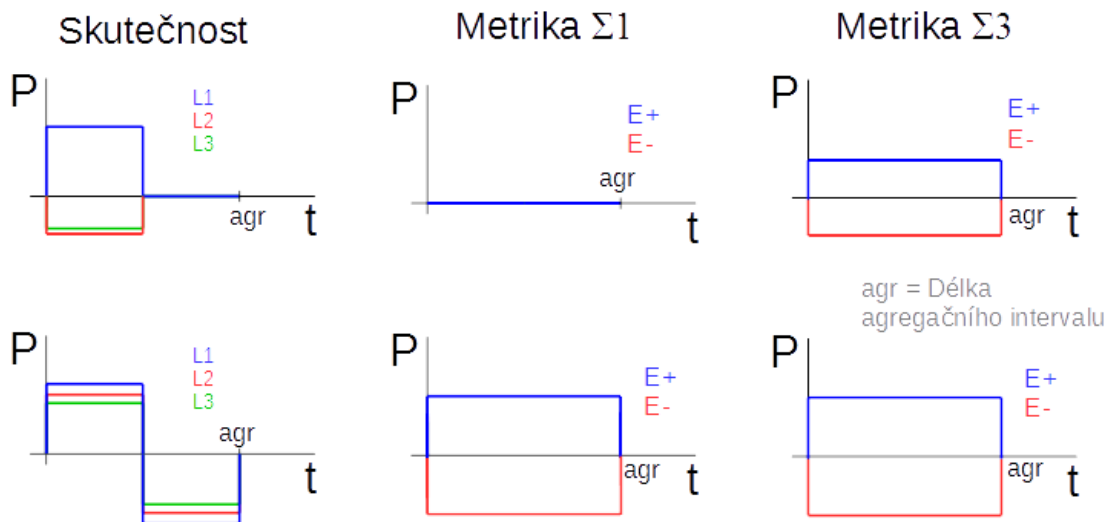 Skutečnost
Metrika Σ1
Metrika Σ3
P
L1
L2
L3
agr
t
P
E+
E-
agr
t
P
E+
E-
agr
t
agr = Délka
agregačního intervalu
P
L1
L2
L3
agr
t
P
E+
E-
agr
t
P
E+
E-
agr
t